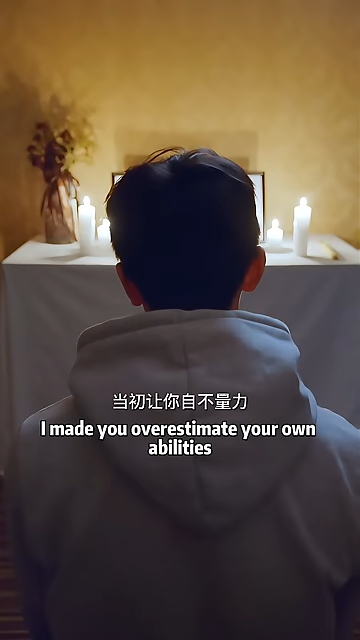 当初让你自不量力
I made you overestimate your own
abilities